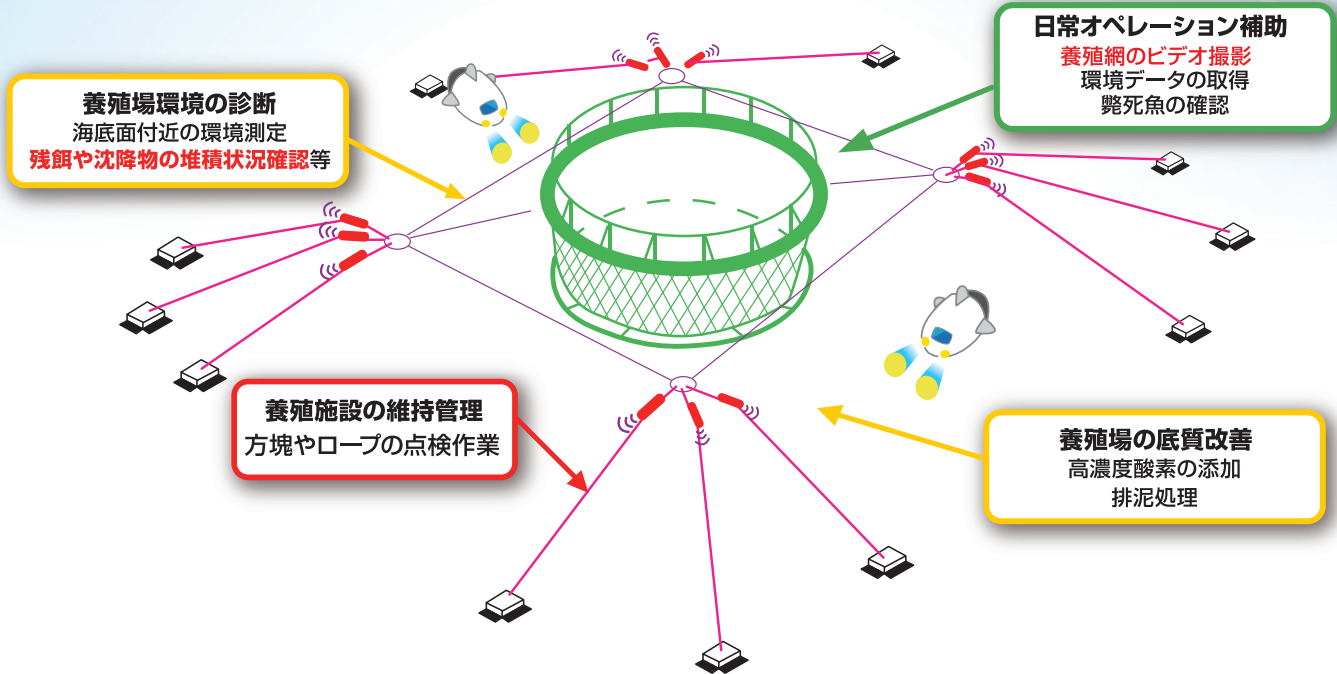 日常オペレーション補助
養殖網のビデオ撮影
環境データの取得
斃死魚の確認
養殖場環境の診断
海底面付近の環境測定
残餌や沈降物の堆積状況確認等
養殖施設の維持管理
方塊やロープの点検作業
養殖場の底質改善
高濃度酸素の添加
排泥処理